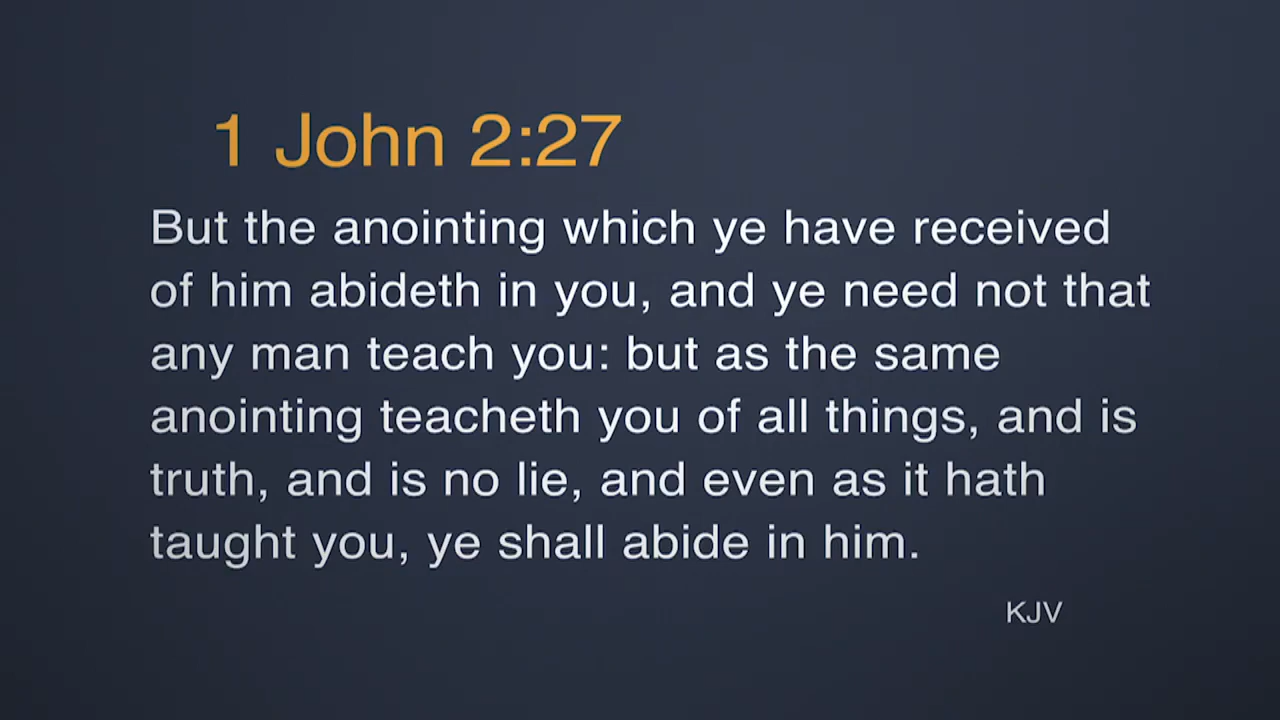 1 John 2:27
But the anointing which ye have received
of him abideth in you, and ye need not that
any man teach you: but as the same
anointing teacheth you of all things, and is
truth, and is no lie, and even as it hath
taught you, ye shall abide in him.
KJV